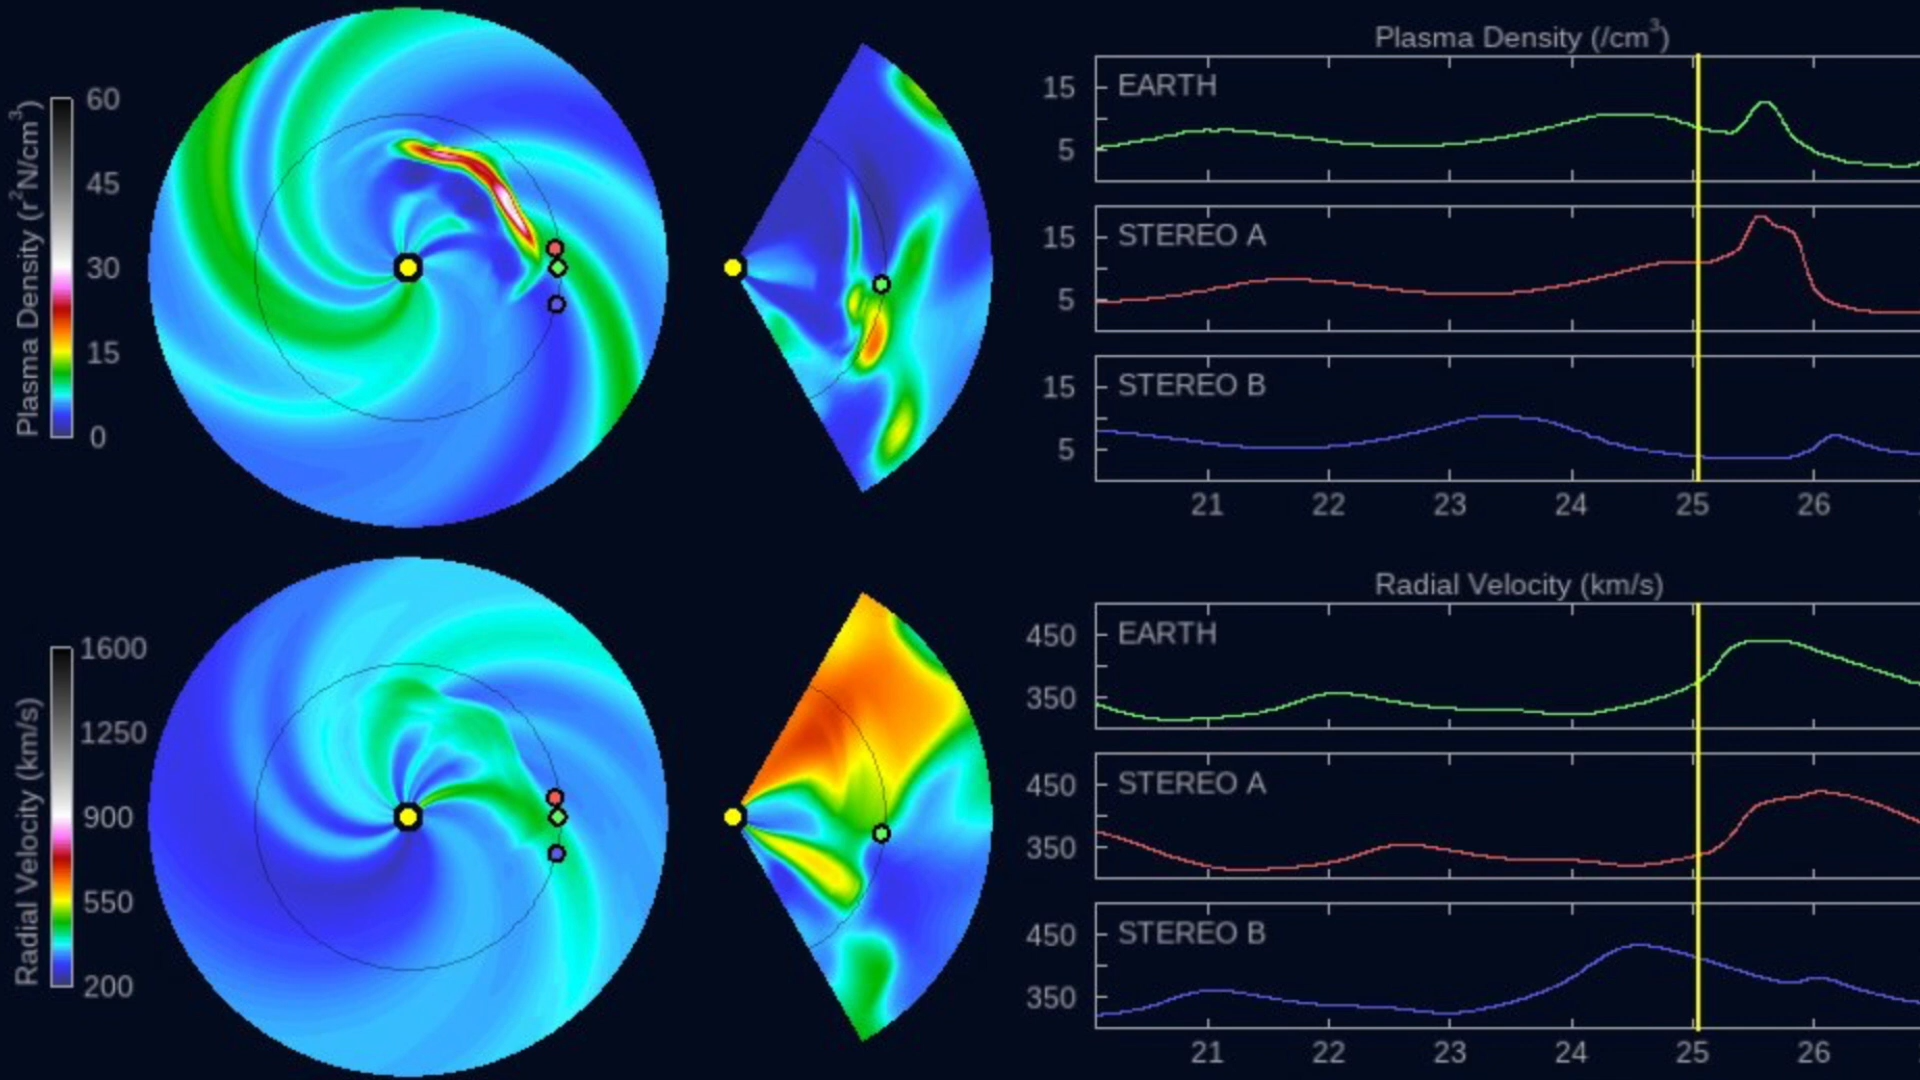 Plasma Density (r²N/cm³)
60
45
30
15
0
Plasma Density (/cm³)
15
5
EARTH
15
5
STEREO A
15
5
STEREO B
21 22 23 24 25 26
Radial Velocity (km/s)
1600
1250
900
550
200
Radial Velocity (km/s)
450
350
EARTH
450
350
STEREO A
450
350
STEREO B
21 22 23 24 25 26